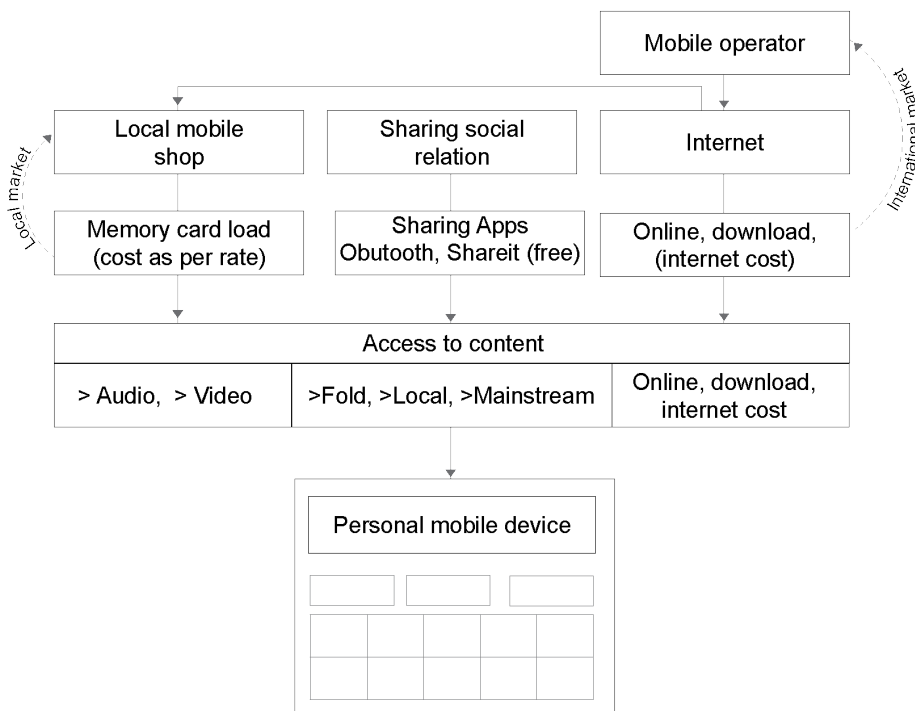 Mobile operator
Local mobile
shop
Sharing social
relation
Internet
Local market
International market
Memory card load
(cost as per rate)
Sharing Apps
Obutooth, Shareit (free)
Online, download,
(internet cost)
Access to content
> Audio,  > Video
>Fold, >Local, >Mainstream
Online, download,
internet cost
Personal mobile device